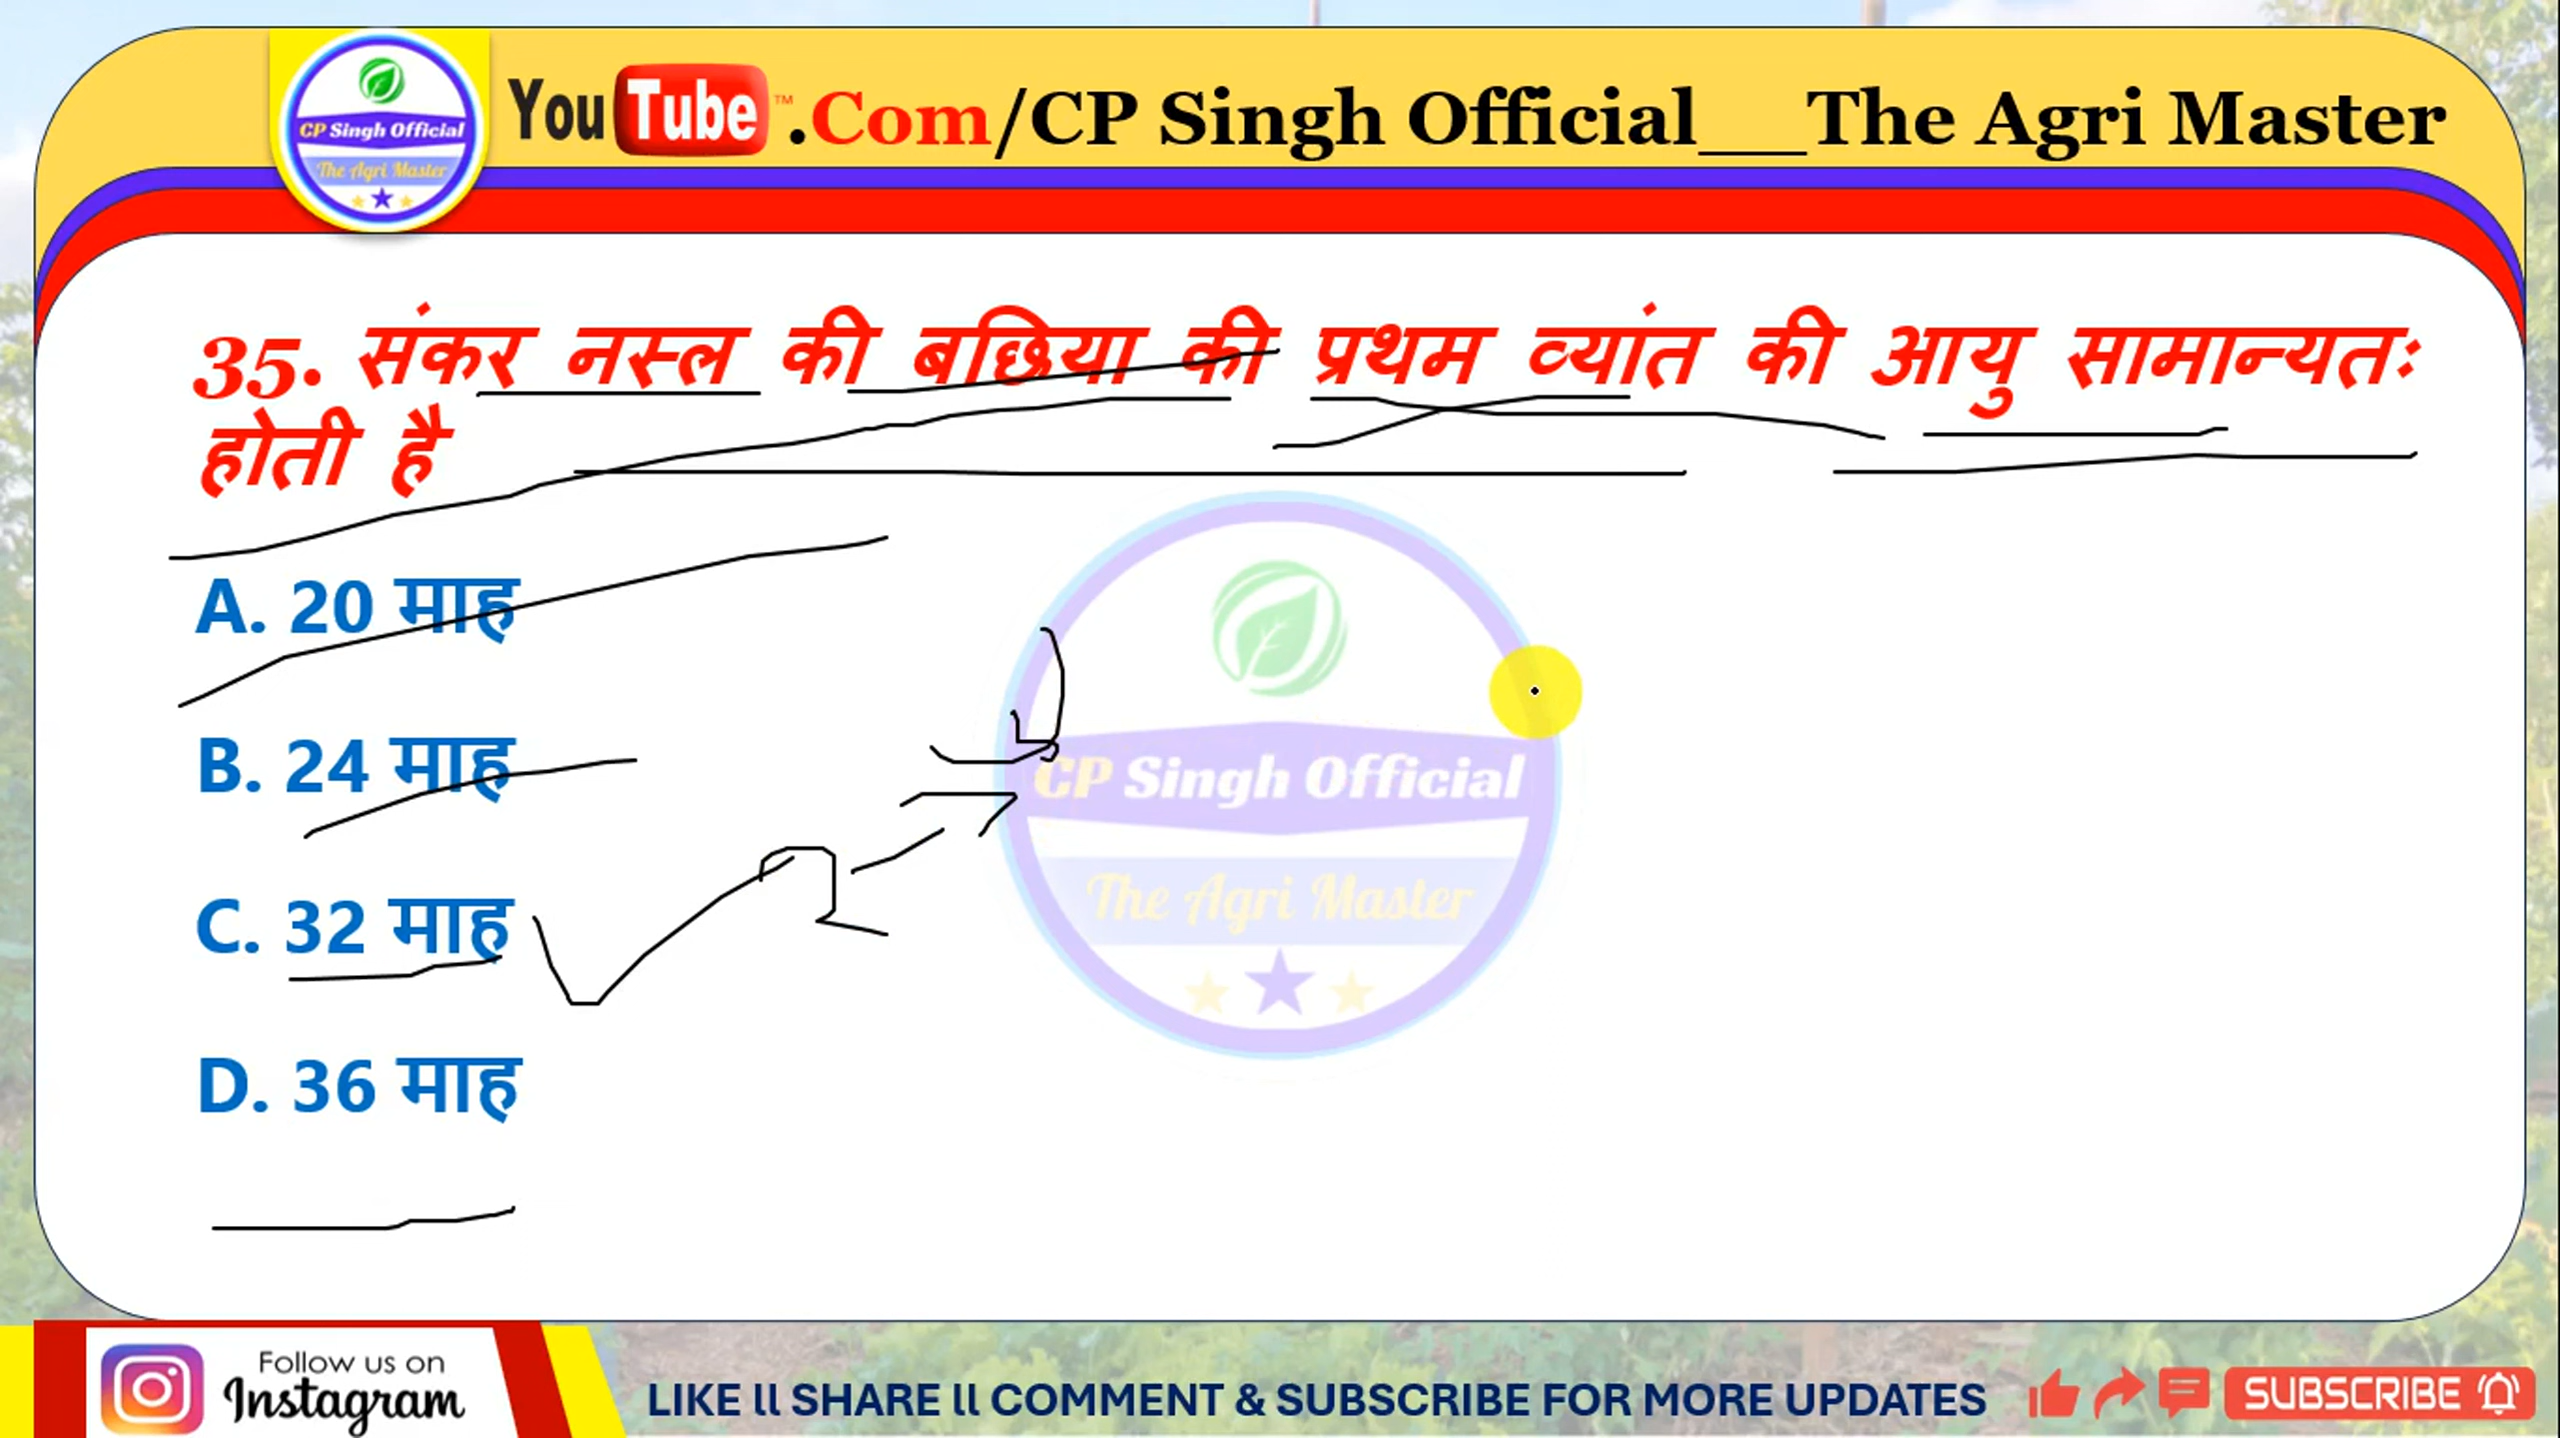 CP Singh Official
The Agri Master
YouTube™.Com/CP Singh Official___The Agri Master
35. संकर नस्ल की बछिया की प्रथम व्यांत की आयु सामान्यतः
होती है
A. 20 माह
B. 24 माह
C. 32 माह
D. 36 माह
CP Singh Official
The Agri Master
Follow us on
Instagram
LIKE ll SHARE ll COMMENT & SUBSCRIBE FOR MORE UPDATES
SUBSCRIBE